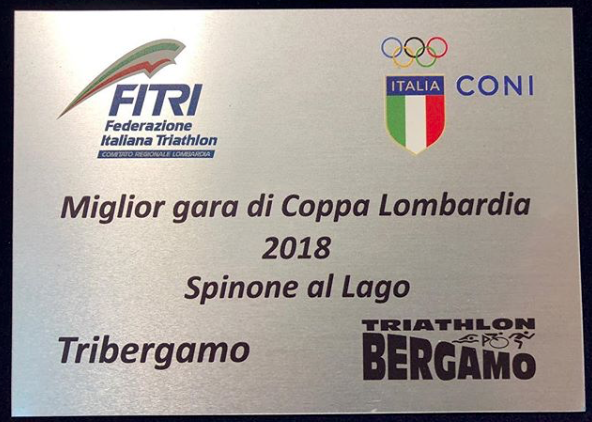 FITRI
Federazione
Italiana Triathlon
COMITATO REGIONALE LOMBARDIA
ITALIA
CONI
Miglior gara di Coppa Lombardia
2018
Spinone al Lago
Tribergamo
TRIATHLON
BERGAMO